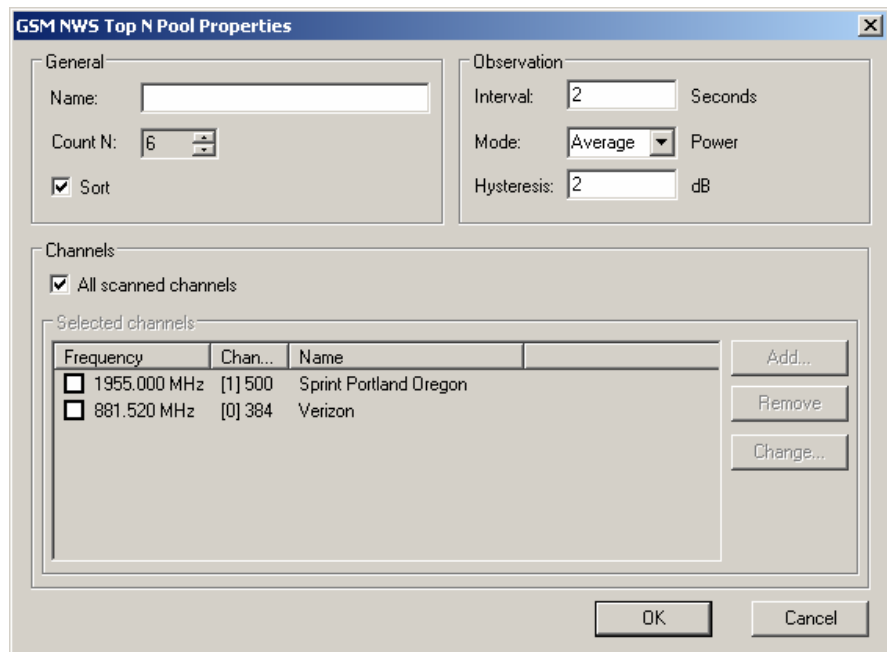 GSM NWS Top N Pool Properties
General
Name:
Count N: 6
Sort
Observation
Interval: 2 Seconds
Mode: Average Power
Hysteresis: 2 dB
Channels
All scanned channels
Selected channels
Frequency Chan... Name
1955.000 MHz [1] 500 Sprint Portland Oregon
881.520 MHz [0] 384 Verizon
Add...
Remove
Change...
OK Cancel